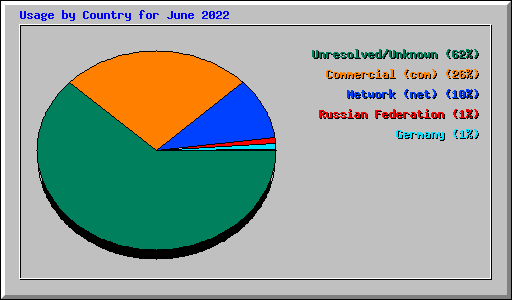 Usage by Country for June 2022
Unresolved/Unknown (62%)
Commercial (com) (26%)
Network (net) (10%)
Russian Federation (1%)
Germany (1%)